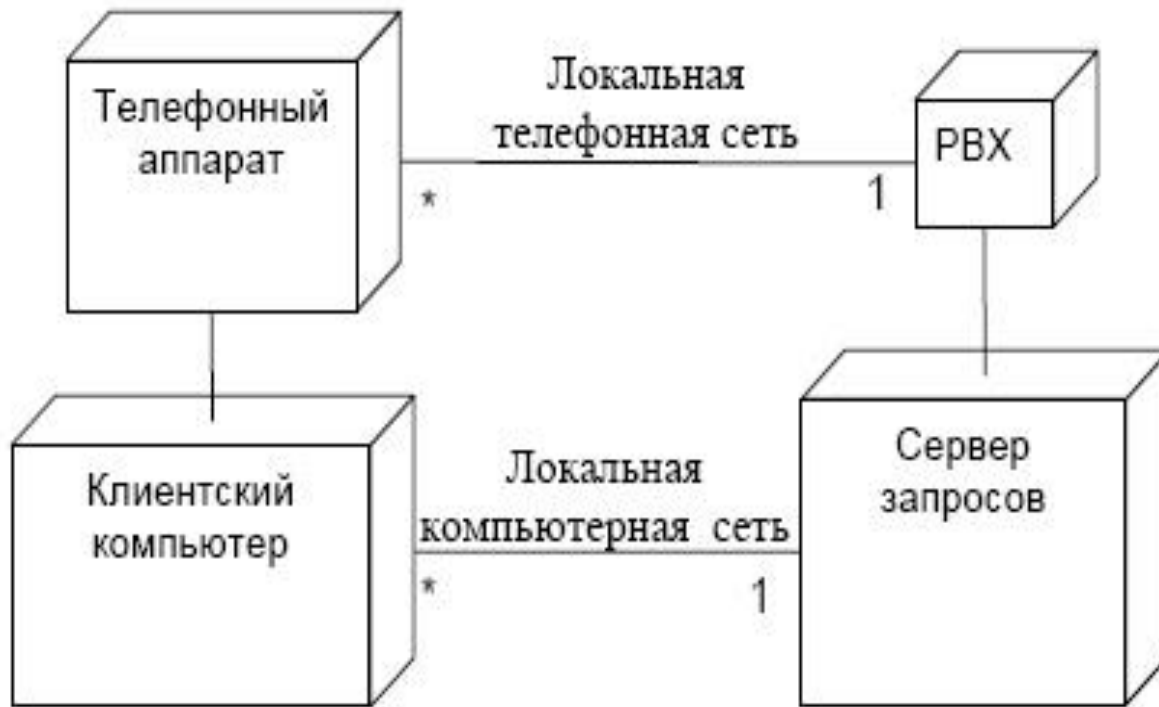 Телефонный
аппарат
Локальная
телефонная сеть
PBX
*
1
Клиентский
компьютер
Локальная
компьютерная сеть
*
1
Сервер
запросов